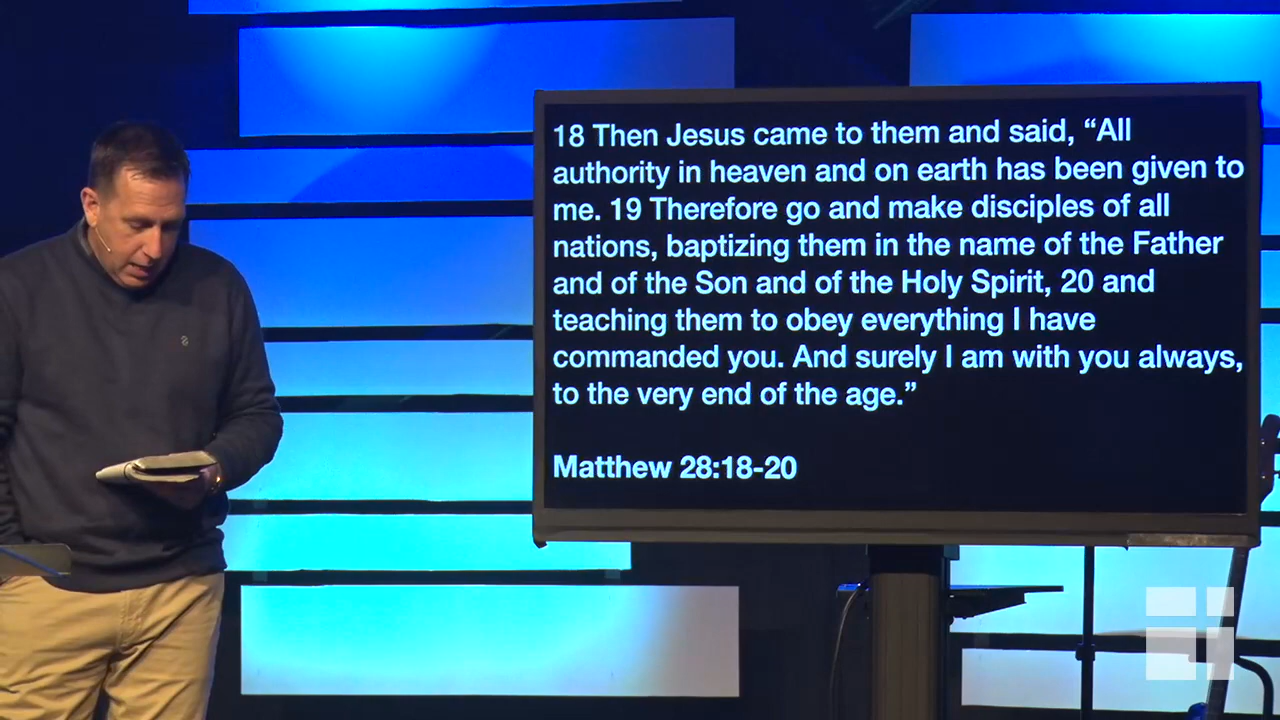 18 Then Jesus came to them and said, “All
authority in heaven and on earth has been given to
me. 19 Therefore go and make disciples of all
nations, baptizing them in the name of the Father
and of the Son and of the Holy Spirit, 20 and
teaching them to obey everything I have
commanded you. And surely I am with you always,
to the very end of the age.”
Matthew 28:18-20